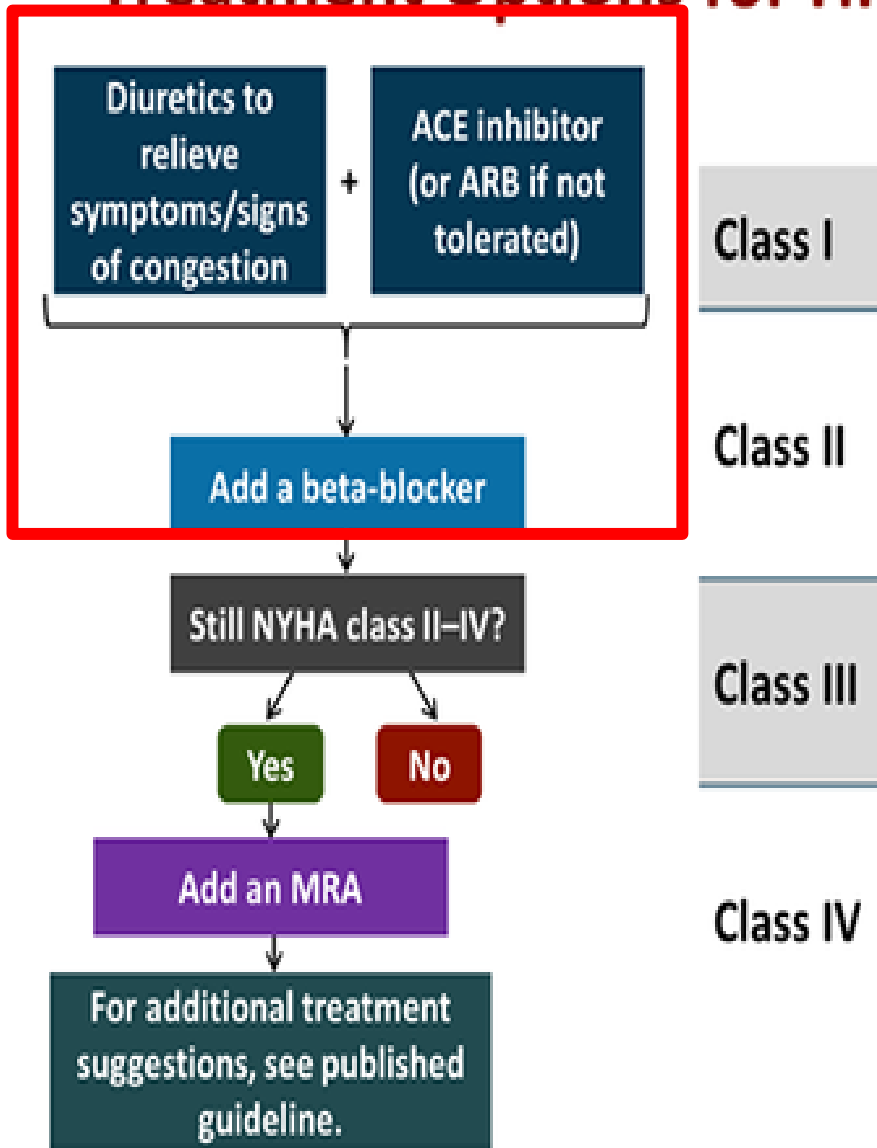 Diuretics to
relieve
symptoms/signs
of congestion
+
ACE inhibitor
(or ARB if not
tolerated)
Add a beta-blocker
Still NYHA class II–IV?
Yes
No
Add an MRA
For additional treatment
suggestions, see published
guideline.
Class I
Class II
Class III
Class IV